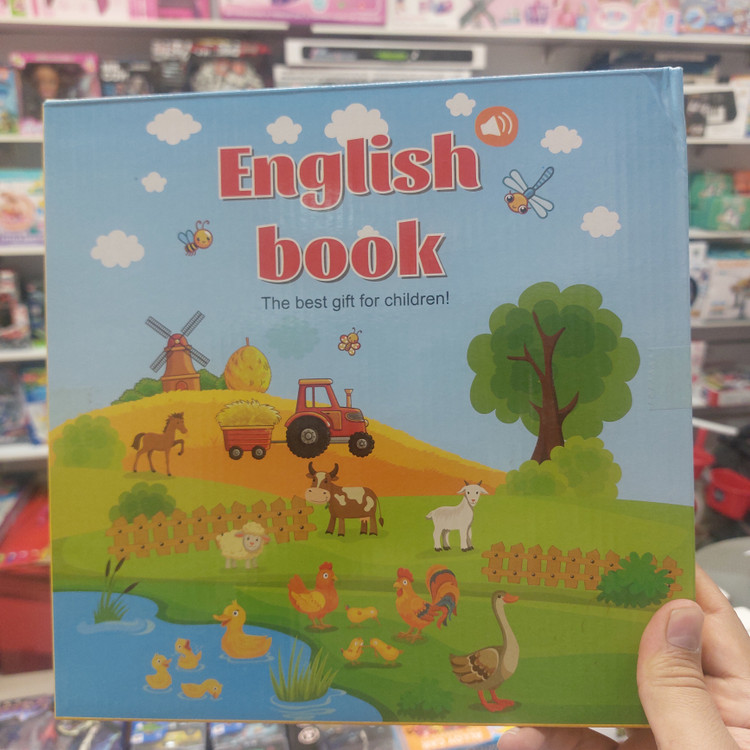 English
book
The best gift for children!